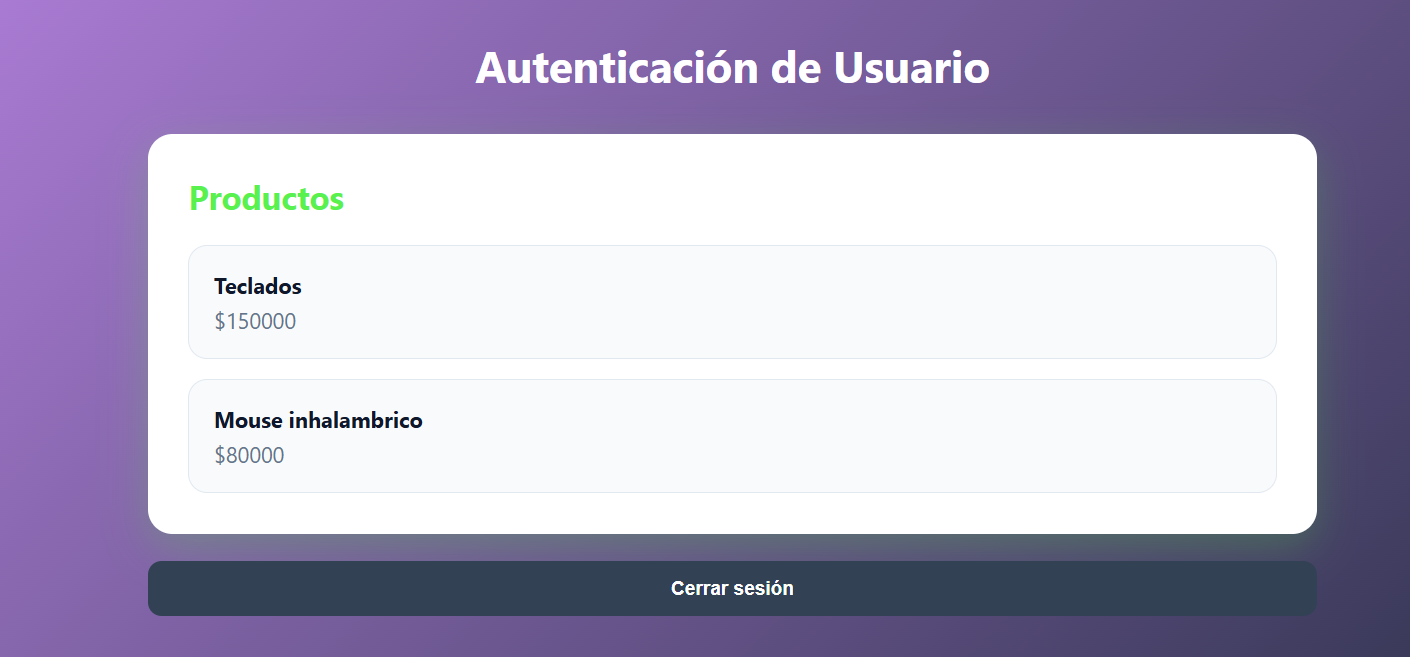 Autenticación de Usuario
Productos
Teclados
$150000
Mouse inhalambrico
$80000
Cerrar sesión